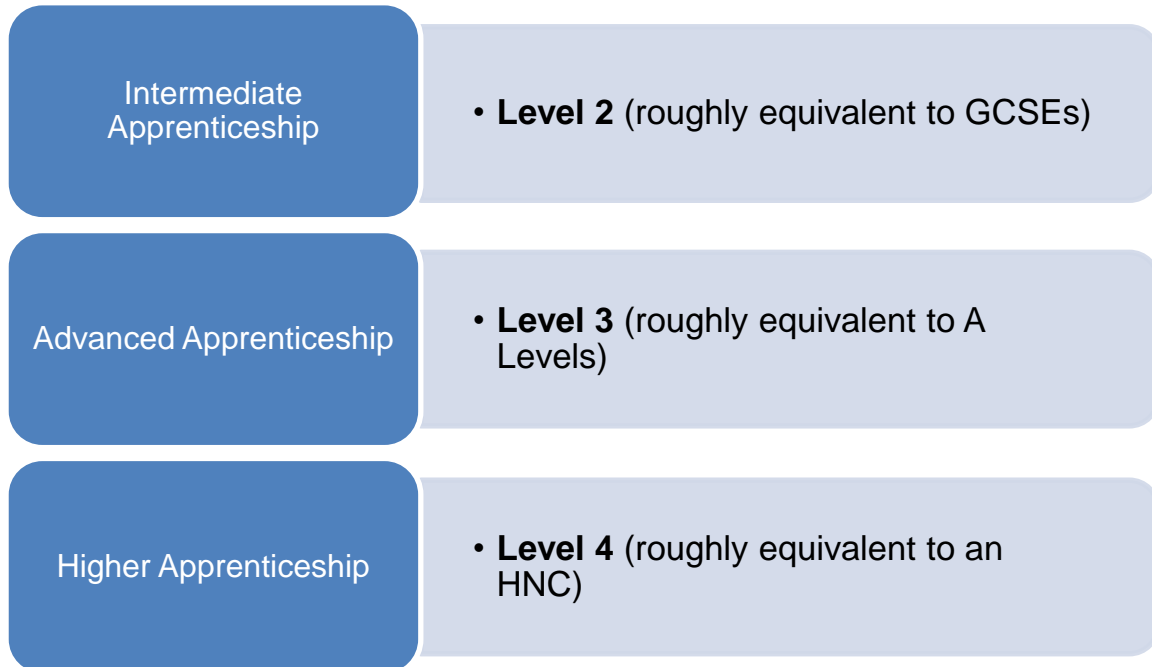 Intermediate
Apprenticeship
• Level 2 (roughly equivalent to GCSEs)
Advanced Apprenticeship
• Level 3 (roughly equivalent to A
Levels)
Higher Apprenticeship
• Level 4 (roughly equivalent to an
HNC)